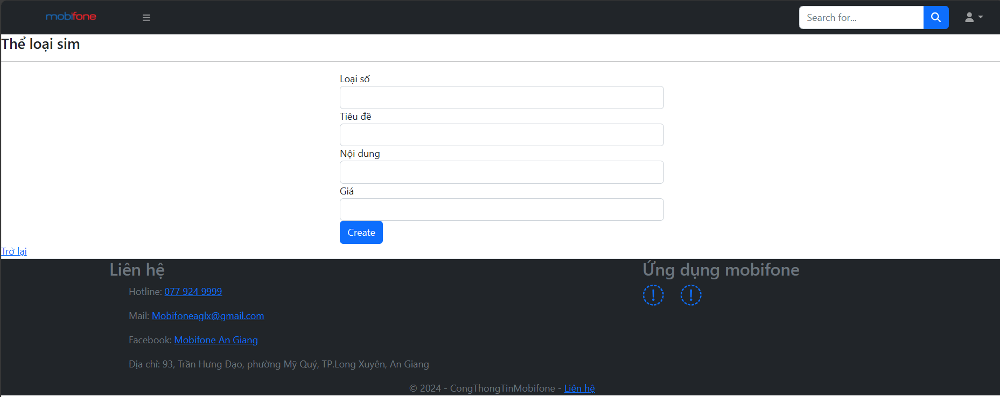 mobifone
Search for...
Thể loại sim
Loại số
Tiêu đề
Nội dung
Giá
Create
Trở lại
Liên hệ
Ứng dụng mobifone
Hotline: 077 924 9999
Mail: Mobifoneaglx@gmail.com
Facebook: Mobifone An Giang
Địa chỉ: 93, Trần Hưng Đạo, phường Mỹ Quý, TP.Long Xuyên, An Giang
© 2024 - CongThongTinMobifone - Liên hệ